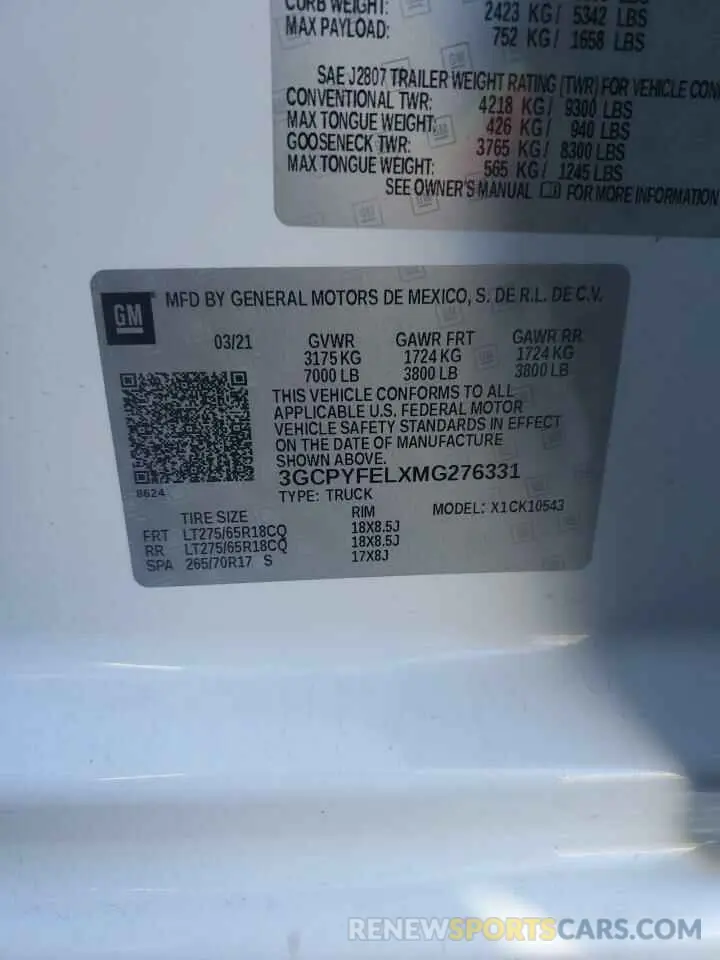 CURB WEIGHT:
2423 KG/ 5342 LBS
MAX PAYLOAD: 752 KG/ 1658 LBS
SAE J2807 TRAILER WEIGHT RATING (TWR) FOR VEHICLE
CONVENTIONAL TWR: 4218 KG/ 9300 LBS
MAX TONGUE WEIGHT: 426 KG/ 940 LBS
GOOSENECK TWR: 3765 KG/ 8300 LBS
MAX TONGUE WEIGHT: 565 KG/ 1245 LBS
SEE OWNER'S MANUAL FOR MORE INFORMATION
GM MFD BY GENERAL MOTORS DE MEXICO, S. DE R.L. DE C.V.
03/21 GVWR GAWR FRT GAWR RR
3175 KG 1724 KG 1724 KG
7000 LB 3800 LB 3800 LB
THIS VEHICLE CONFORMS TO ALL
APPLICABLE U.S. FEDERAL MOTOR
VEHICLE SAFETY STANDARDS IN EFFECT
ON THE DATE OF MANUFACTURE
SHOWN ABOVE.
3GCPYFELXMG276331
8624
TYPE: TRUCK
TIRE SIZE RIM MODEL: X1CK10543
FRT LT275/65R18CQ 18X8.5J
RR LT275/65R18CQ 18X8.5J
SPA 265/70R17 S 17X8J
RENEWSPORTSCARS.COM